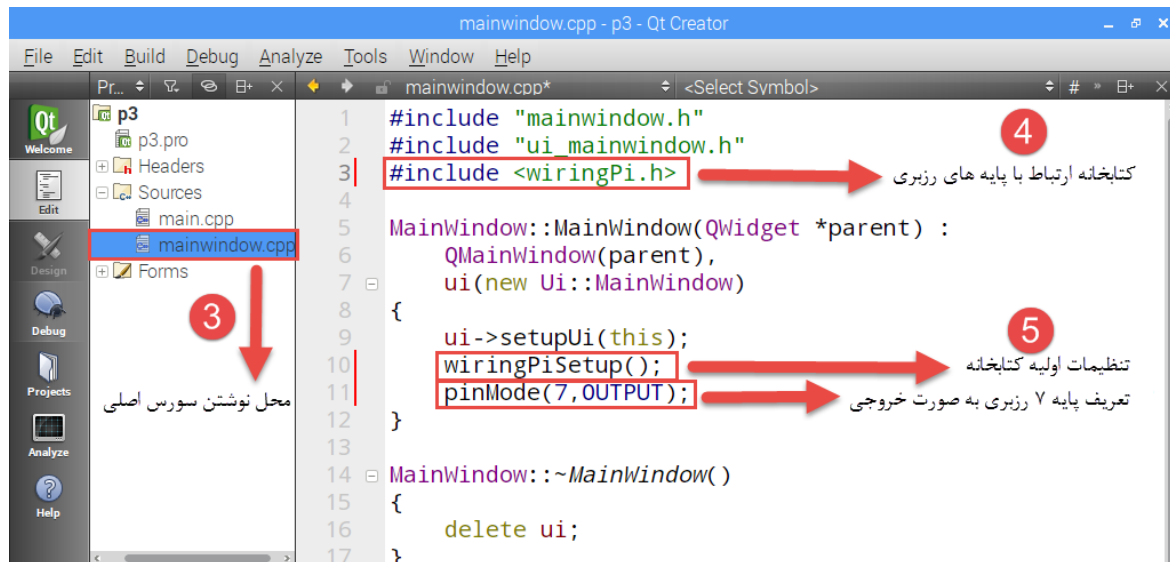 mainwindow.cpp - p3 - Qt Creator
File Edit Build Debug Analyze Tools Window Help
Pr... mainwindow.cpp* <Select Symbol> #
Qt
Welcome
Edit
Design
Debug
Projects
Analyze
Help
p3
p3.pro
Headers
Sources
main.cpp
mainwindow.cpp
Forms
3
محل نوشتن سورس اصلی
1 #include "mainwindow.h"
2 #include "ui_mainwindow.h"
3 #include <wiringPi.h>
4
5 MainWindow::MainWindow(QWidget *parent) :
6 QMainWindow(parent),
7 ui(new Ui::MainWindow)
8 {
9 ui->setupUi(this);
10 wiringPiSetup();
11 pinMode(7,OUTPUT);
12 }
13
14 MainWindow::~MainWindow()
15 {
16 delete ui;
17 }
4
کتابخانه ارتباط با پایه های رزبری
5
تنظیمات اولیه کتابخانه
تعریف پایه ۷ رزبری به صورت خروجی